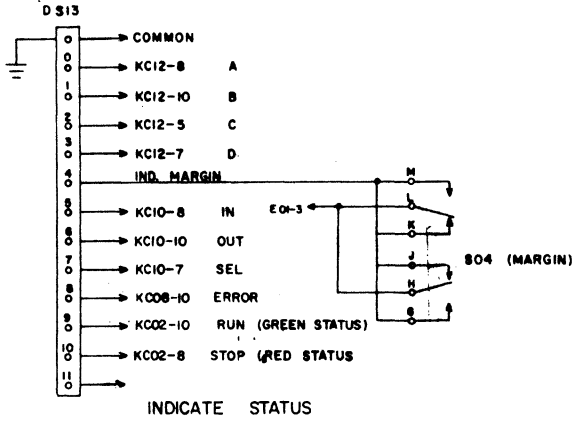 DS13
COMMON
0 KC12-8 A
1 KC12-10 B
2 KC12-5 C
3 KC12-7 D
4 IND. MARGIN
5 KC10-8 IN
6 KC10-10 OUT
7 KC10-7 SEL
8 KC08-10 ERROR
9 KC02-10 RUN (GREEN STATUS)
10 KC02-8 STOP (RED STATUS
11
M
E01-3 L
K
J
S04 (MARGIN)
H
INDICATE STATUS